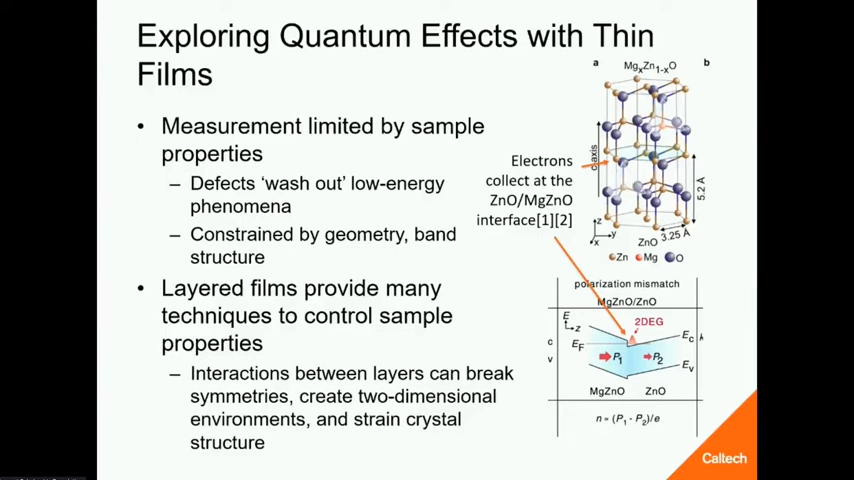 Exploring Quantum Effects with Thin
Films
• Measurement limited by sample
properties
– Defects ‘wash out’ low-energy
phenomena
– Constrained by geometry, band
structure
• Layered films provide many
techniques to control sample
properties
– Interactions between layers can break
symmetries, create two-dimensional
environments, and strain crystal
structure
Electrons
collect at the
ZnO/MgZnO
interface[1][2]
a
MgxZn1-xO
b
c axis
5.2 Å
3.25 Å
z
y
x
ZnO
Zn Mg O
polarization mismatch
MgZnO/ZnO
E
z
2DEG
EF
Ec
k
c
v
P1
P2
Ev
MgZnO ZnO
n = (P1 - P2)/e
Caltech